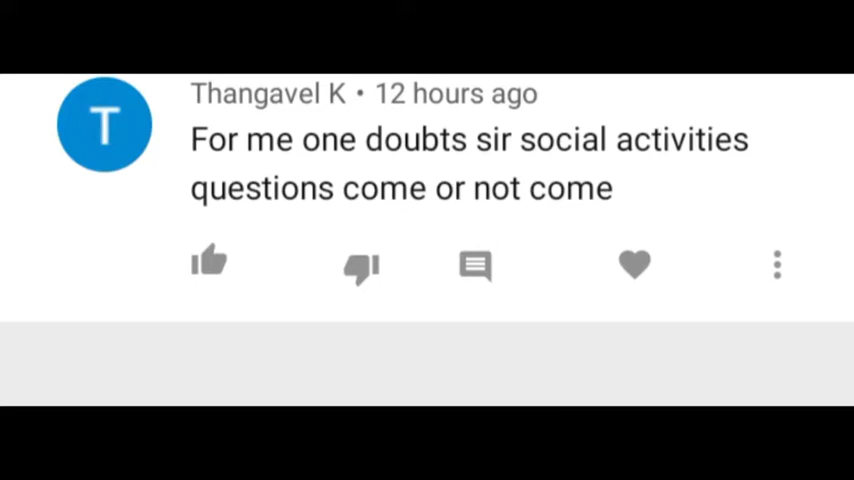 T
Thangavel K • 12 hours ago
For me one doubts sir social activities
questions come or not come